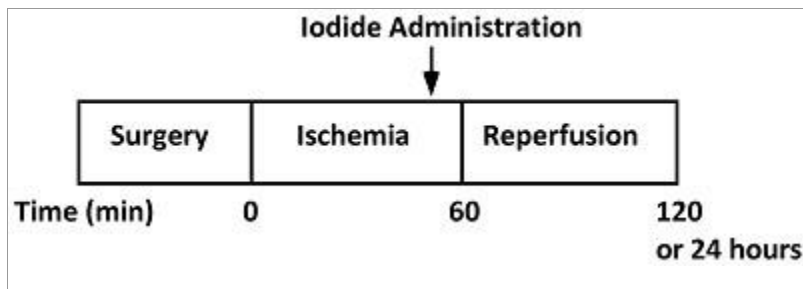 Iodide Administration
Surgery Ischemia Reperfusion
Time (min) 0 60 120
or 24 hours